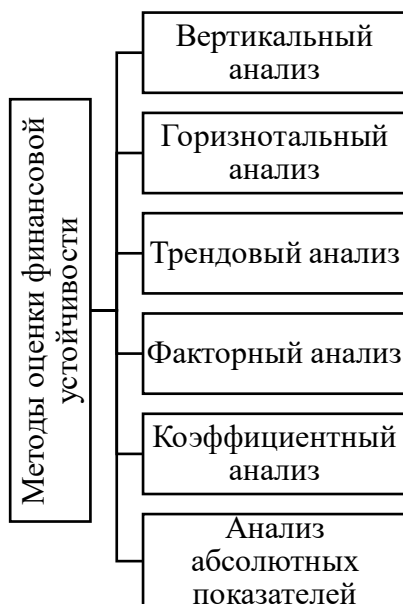 Методы оценки финансовой
устойчивости
Вертикальный
анализ
Горизнотальный
анализ
Трендовый анализ
Факторный анализ
Коэффициентный
анализ
Анализ
абсолютных
показателей